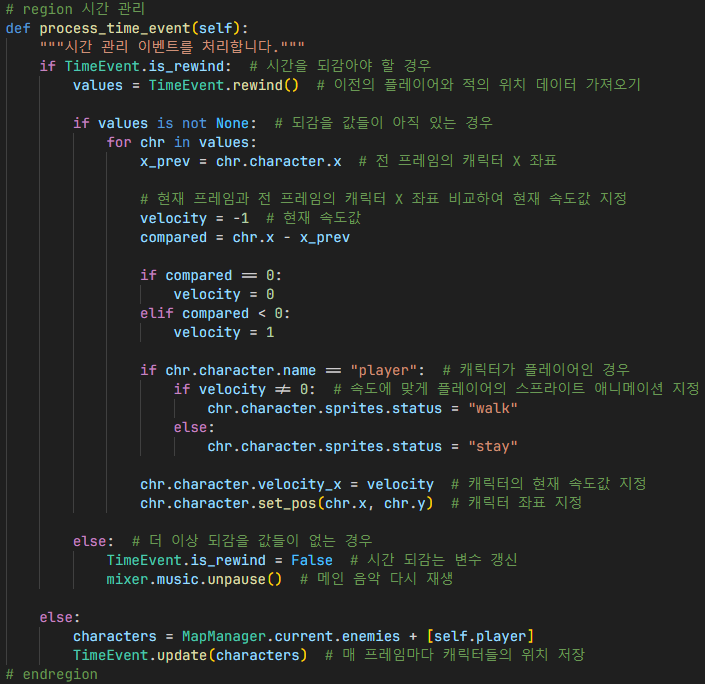 # region 시간 관리
def process_time_event(self):
    """시간 관리 이벤트를 처리합니다."""
    if TimeEvent.is_rewind:  # 시간을 되감아야 할 경우
        values = TimeEvent.rewind()  # 이전의 플레이어와 적의 위치 데이터 가져오기

        if values is not None:  # 되감을 값들이 아직 있는 경우
            for chr in values:
                x_prev = chr.character.x  # 전 프레임의 캐릭터 X 좌표

                # 현재 프레임과 전 프레임의 캐릭터 X 좌표 비교하여 현재 속도값 지정
                velocity = -1  # 현재 속도값
                compared = chr.x - x_prev

                if compared == 0:
                    velocity = 0
                elif compared < 0:
                    velocity = 1

                if chr.character.name == "player":  # 캐릭터가 플레이어인 경우
                    if velocity != 0:  # 속도에 맞게 플레이어의 스프라이트 애니메이션 지정
                        chr.character.sprites.status = "walk"
                    else:
                        chr.character.sprites.status = "stay"

                chr.character.velocity_x = velocity  # 캐릭터의 현재 속도값 지정
                chr.character.set_pos(chr.x, chr.y)  # 캐릭터 좌표 지정

        else:  # 더 이상 되감을 값들이 없는 경우
            TimeEvent.is_rewind = False  # 시간 되감는 변수 갱신
            mixer.music.unpause()  # 메인 음악 다시 재생

    else:
        characters = MapManager.current.enemies + [self.player]
        TimeEvent.update(characters)  # 매 프레임마다 캐릭터들의 위치 저장
# endregion